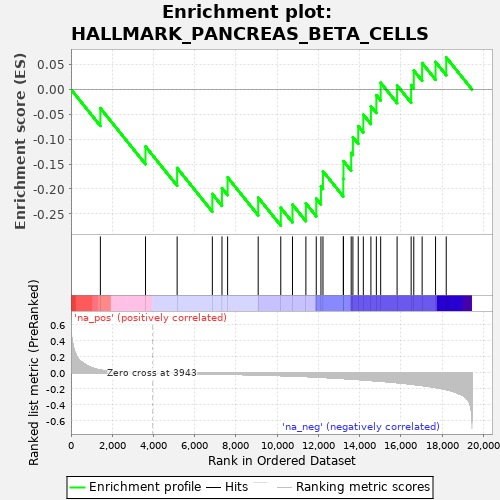 Enrichment plot:
HALLMARK_PANCREAS_BETA_CELLS
Enrichment score (ES)
0.05
0.00
-0.05
-0.10
-0.15
-0.20
-0.25
'na_pos' (positively correlated)
Ranked list metric (PreRanked)
0.6
0.4
0.2
0.0
-0.2
-0.4
-0.6
Zero cross at 3943
'na_neg' (negatively correlated)
0 2,000 4,000 6,000 8,000 10,000 12,000 14,000 16,000 18,000 20,000
Rank in Ordered Dataset
Enrichment profile Hits Ranking metric scores